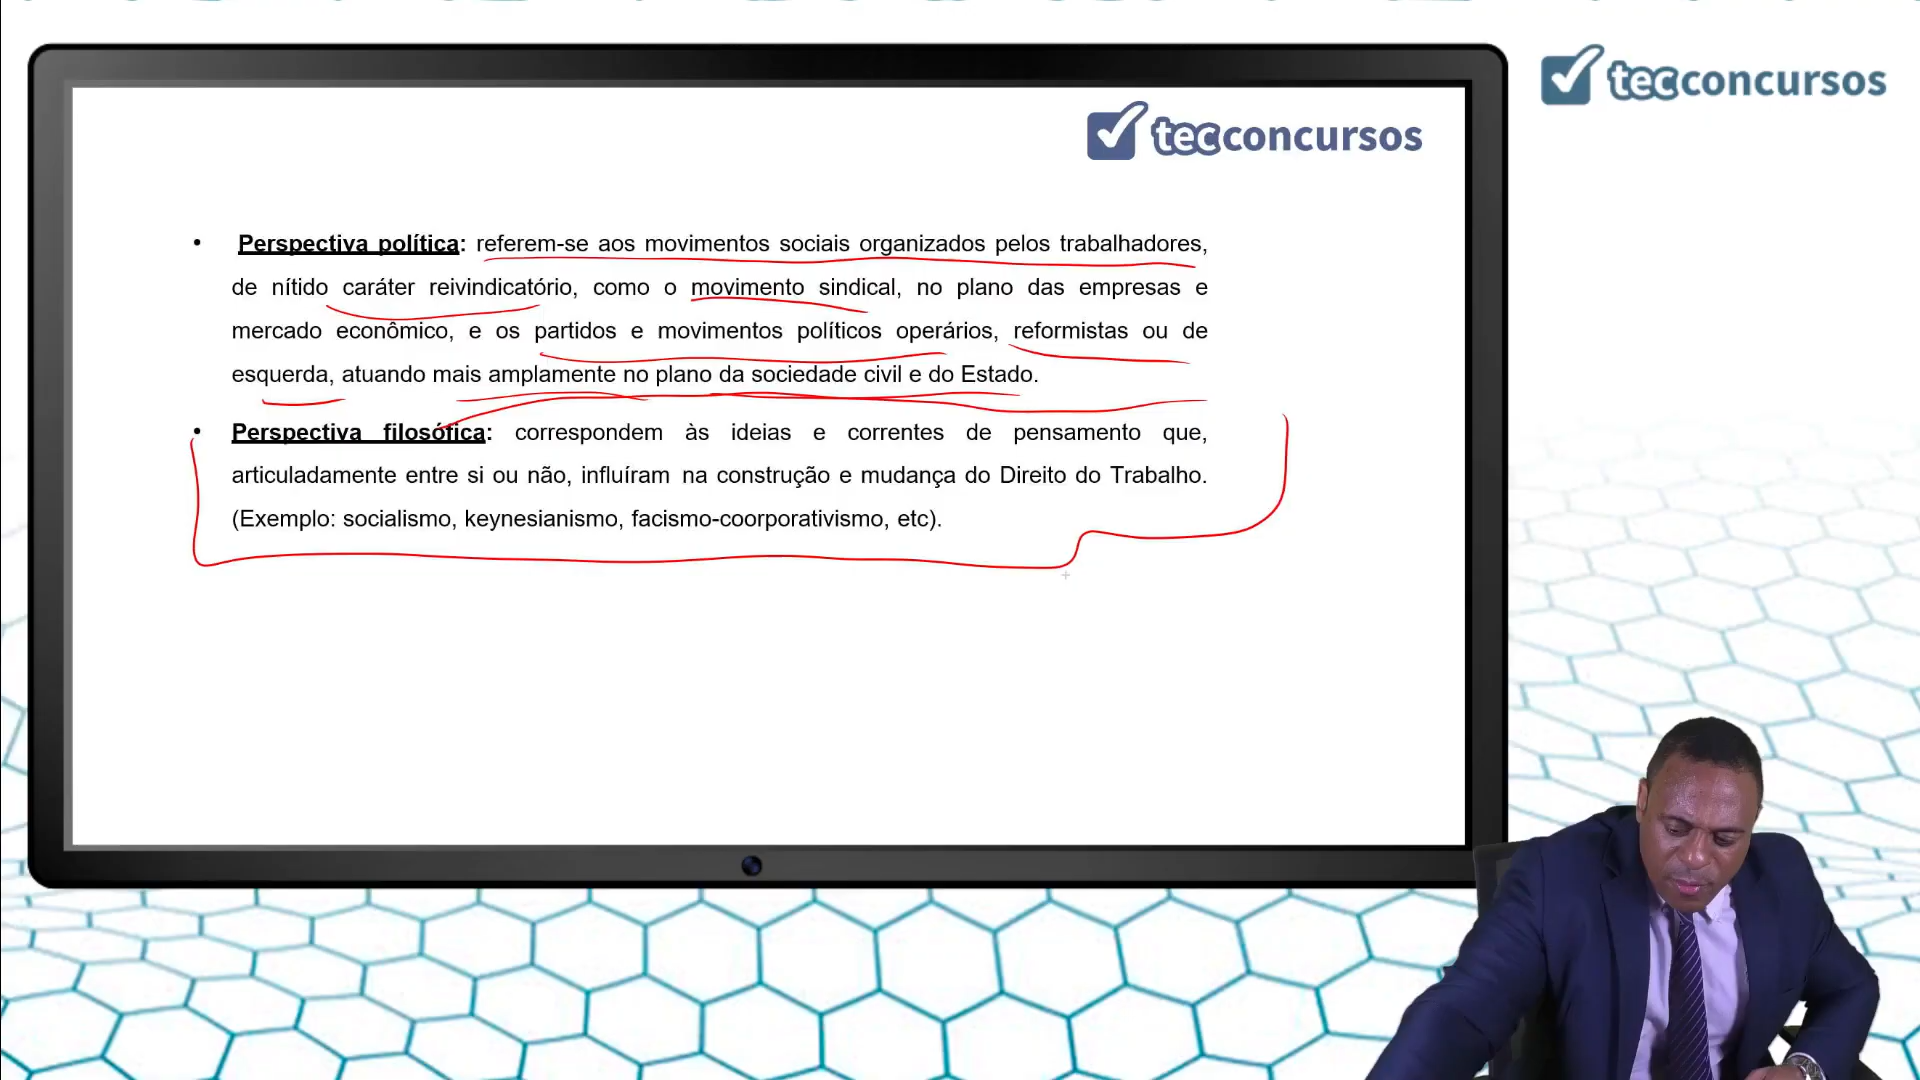 tecconcursos
tecconcursos
• Perspectiva política: referem-se aos movimentos sociais organizados pelos trabalhadores,
de nítido caráter reivindicatório, como o movimento sindical, no plano das empresas e
mercado econômico, e os partidos e movimentos políticos operários, reformistas ou de
esquerda, atuando mais amplamente no plano da sociedade civil e do Estado.
• Perspectiva filosófica: correspondem às ideias e correntes de pensamento que,
articuladamente entre si ou não, influíram na construção e mudança do Direito do Trabalho.
(Exemplo: socialismo, keynesianismo, facismo-coorporativismo, etc).